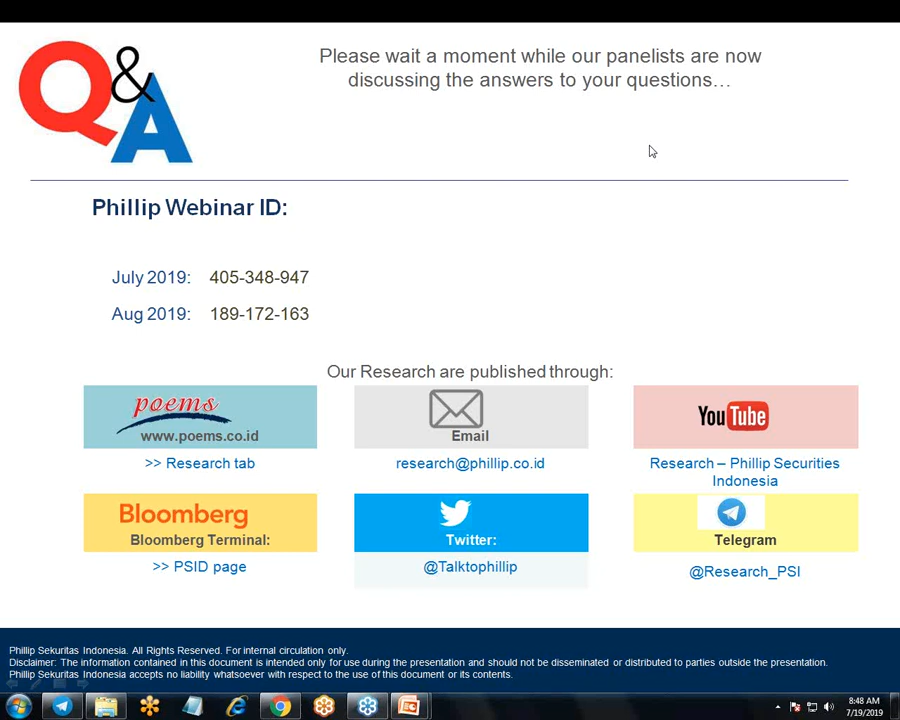 Q&A
Please wait a moment while our panelists are now
discussing the answers to your questions…
Phillip Webinar ID:
July 2019: 405-348-947
Aug 2019: 189-172-163
Our Research are published through:
poems
www.poems.co.id
>> Research tab
Email
research@phillip.co.id
YouTube
Research – Phillip Securities
Indonesia
Bloomberg
Bloomberg Terminal:
>> PSID page
Twitter:
@Talktophillip
Telegram
@Research_PSI
Phillip Sekuritas Indonesia. All Rights Reserved. For internal circulation only.
Disclaimer: The information contained in this document is intended only for use during the presentation and should not be disseminated or distributed to parties outside the presentation.
Phillip Sekuritas Indonesia accepts no liability whatsoever with respect to the use of this document or its contents.
8:48 AM
7/19/2019